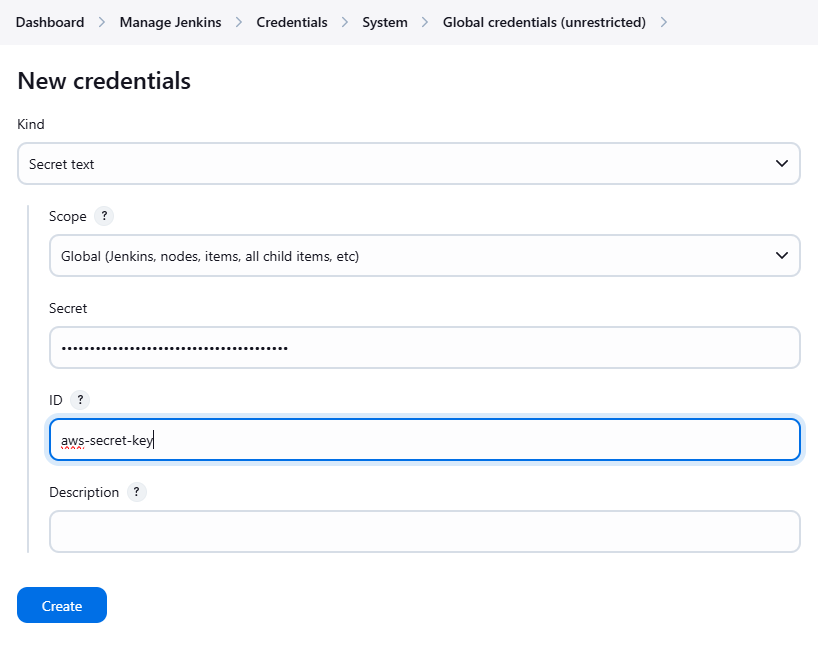 Dashboard > Manage Jenkins > Credentials > System > Global credentials (unrestricted) >
New credentials
Kind
Secret text
Scope ?
Global (Jenkins, nodes, items, all child items, etc)
Secret
••••••••••••••••••••••••••••••••••••••••
ID ?
aws-secret-key
Description ?
Create